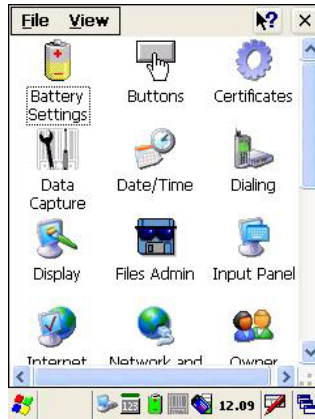 File View ? ×
Battery Settings
Buttons
Certificates
Data Capture
Date/Time
Dialing
Display
Files Admin
Input Panel
Internet
Network and
Owner
123
12.09